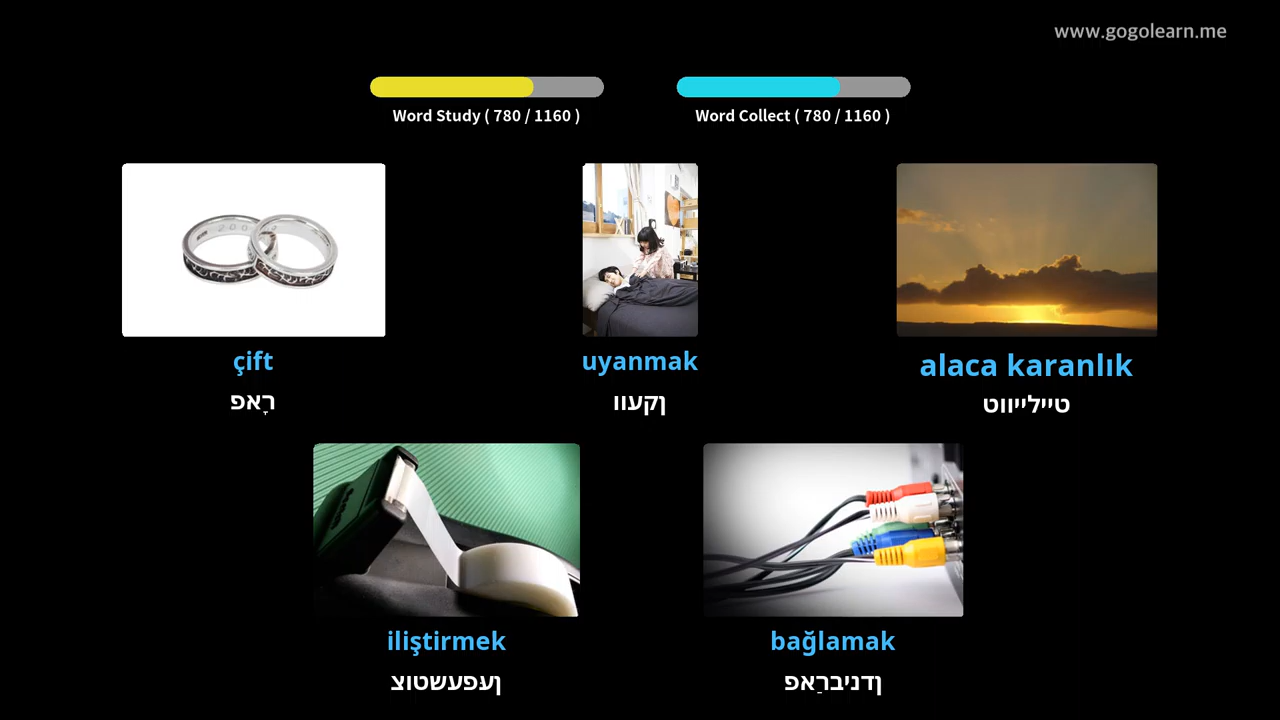 www.gogolearn.me
Word Study ( 780 / 1160 )
Word Collect ( 780 / 1160 )
çift
פאָר
uyanmak
וועקן
alaca karanlık
טוויילייט
iliştirmek
צוטשעפּען
bağlamak
פאַרבינדן